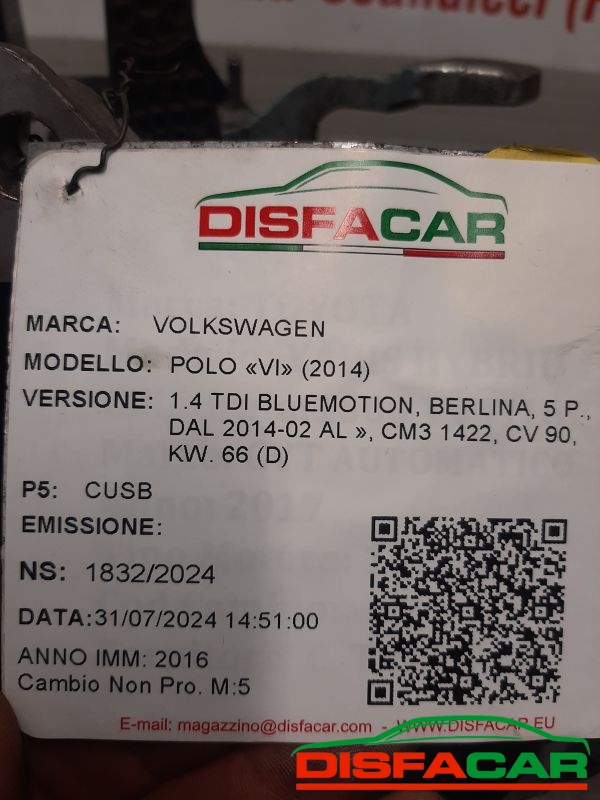 DISFACAR
MARCA: VOLKSWAGEN
MODELLO: POLO «VI» (2014)
VERSIONE: 1.4 TDI BLUEMOTION, BERLINA, 5 P.,
DAL 2014-02 AL », CM3 1422, CV 90,
KW. 66 (D)
P5: CUSB
EMISSIONE:
NS: 1832/2024
DATA:31/07/2024 14:51:00
ANNO IMM: 2016
Cambio Non Pro. M:5
E-mail: magazzino@disfacar.com - WWW.DISFACAR.EU
DISFACAR